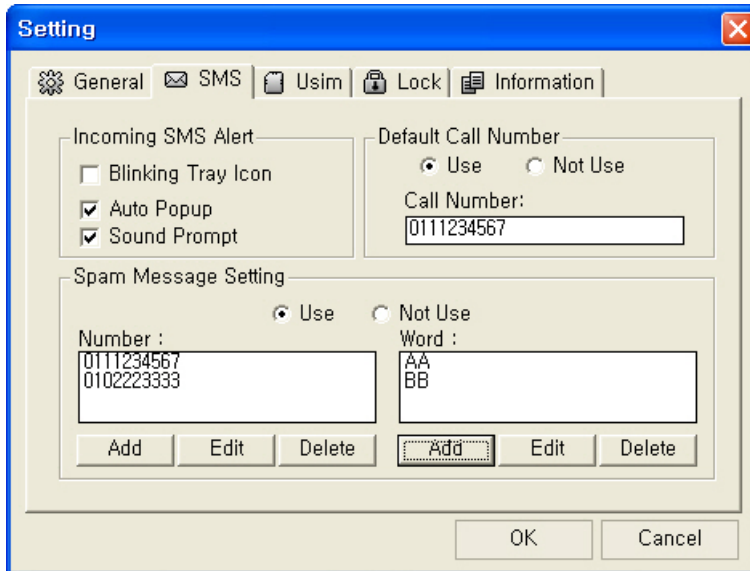 Setting
General SMS Usim Lock Information
Incoming SMS Alert
Blinking Tray Icon
Auto Popup
Sound Prompt
Default Call Number
Use Not Use
Call Number:
0111234567
Spam Message Setting
Use Not Use
Number :
0111234567
0102223333
Add Edit Delete
Word :
AA
BB
Add Edit Delete
OK Cancel